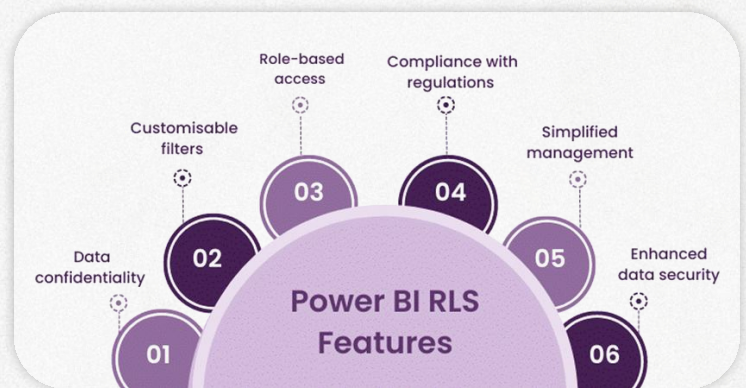 Role-based
access
Compliance with
regulations
Customisable
filters
Simplified
management
03
04
Data
confidentiality
02
05
Enhanced
data security
Power BI RLS
Features
01
06